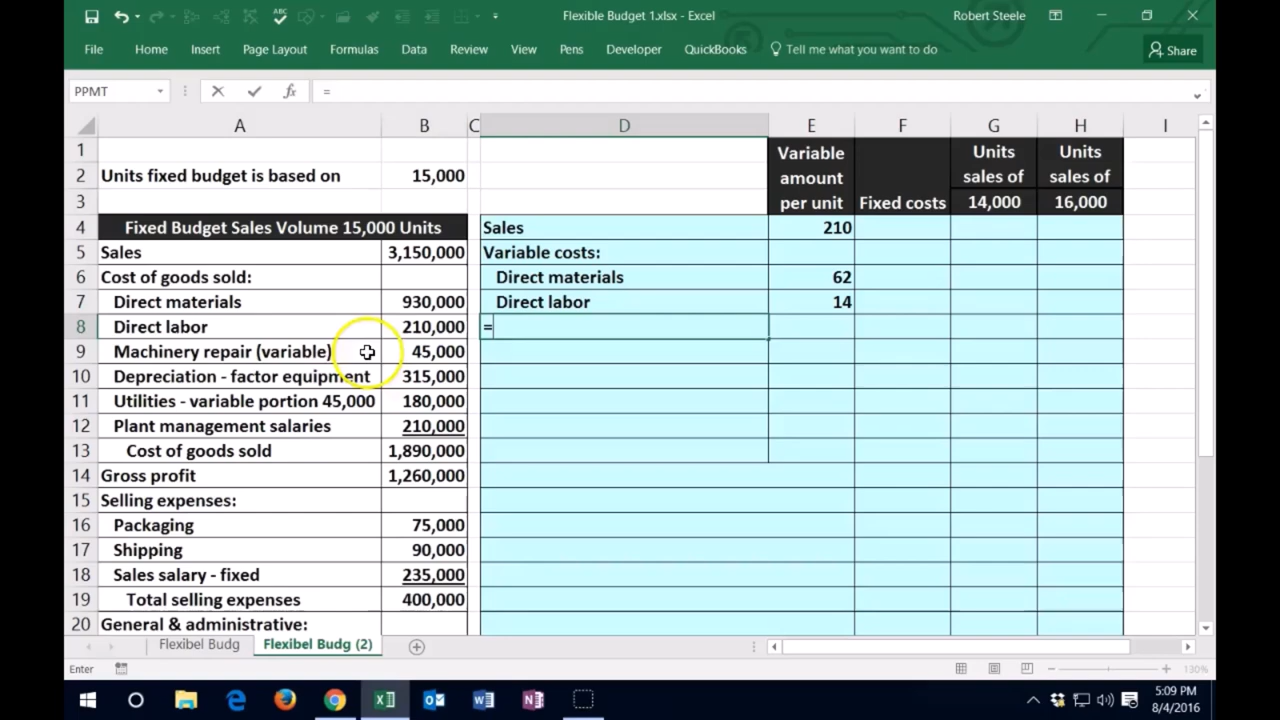 Flexible Budget 1.xlsx - Excel
Robert Steele
File Home Insert Page Layout Formulas Data Review View Pens Developer QuickBooks Tell me what you want to do Share
PPMT =
A B C D E F G H I
1 Variable Units Units
2 Units fixed budget is based on 15,000 amount sales of sales of
3 per unit Fixed costs 14,000 16,000
4 Fixed Budget Sales Volume 15,000 Units Sales 210
5 Sales 3,150,000 Variable costs:
6 Cost of goods sold: Direct materials 62
7 Direct materials 930,000 Direct labor 14
8 Direct labor 210,000 =
9 Machinery repair (variable) 45,000
10 Depreciation - factor equipment 315,000
11 Utilities - variable portion 45,000 180,000
12 Plant management salaries 210,000
13 Cost of goods sold 1,890,000
14 Gross profit 1,260,000
15 Selling expenses:
16 Packaging 75,000
17 Shipping 90,000
18 Sales salary - fixed 235,000
19 Total selling expenses 400,000
20 General & administrative:
Flexibel Budg Flexibel Budg (2)
Enter 130%
5:09 PM
8/4/2016